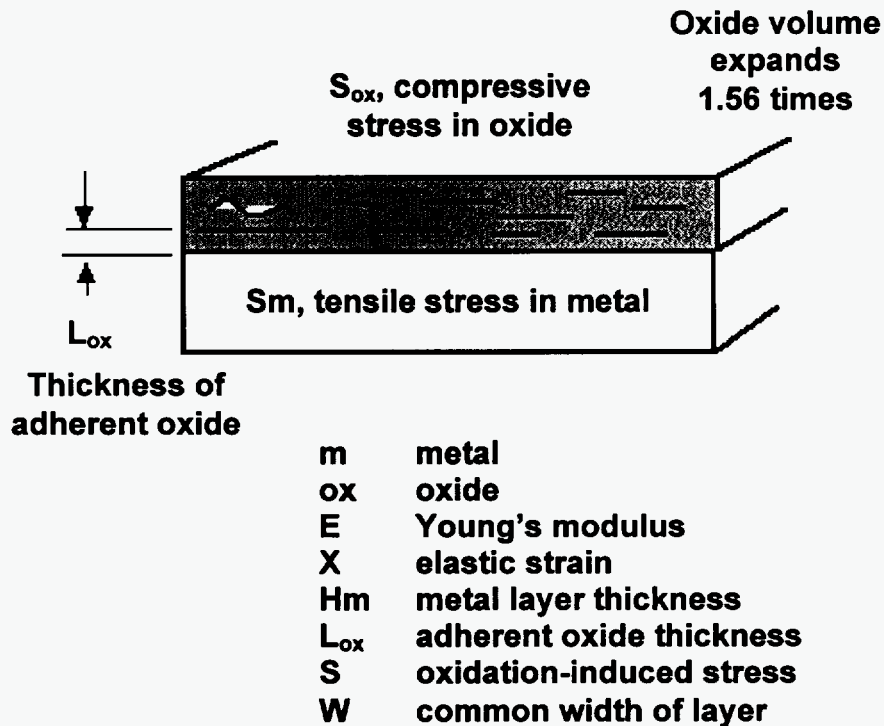 Oxide volume
expands
1.56 times
Sox, compressive
stress in oxide
Sm, tensile stress in metal
Lox
Thickness of
adherent oxide
m metal
ox oxide
E Young's modulus
X elastic strain
Hm metal layer thickness
Lox adherent oxide thickness
S oxidation-induced stress
W common width of layer